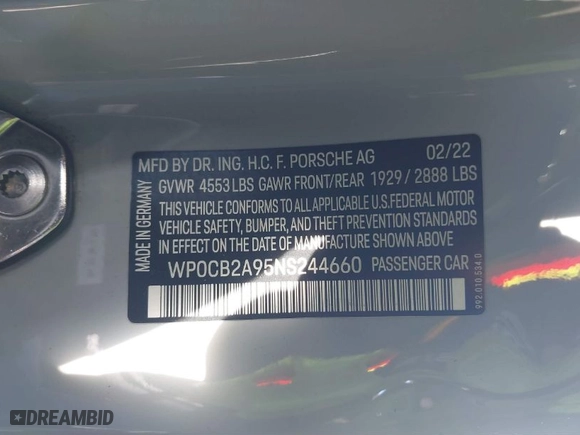 MADE IN GERMANY
MFD BY DR. ING. H.C. F. PORSCHE AG 02/22
GVWR 4553 LBS GAWR FRONT/REAR 1929 / 2888 LBS
THIS VEHICLE CONFORMS TO ALL APPLICABLE U.S.FEDERAL MOTOR
VEHICLE SAFETY, BUMPER, AND THEFT PREVENTION STANDARDS
IN EFFECT ON THE DATE OF MANUFACTURE SHOWN ABOVE
WP0CB2A95NS244660 PASSENGER CAR
992.010.534.0
DREAMBID